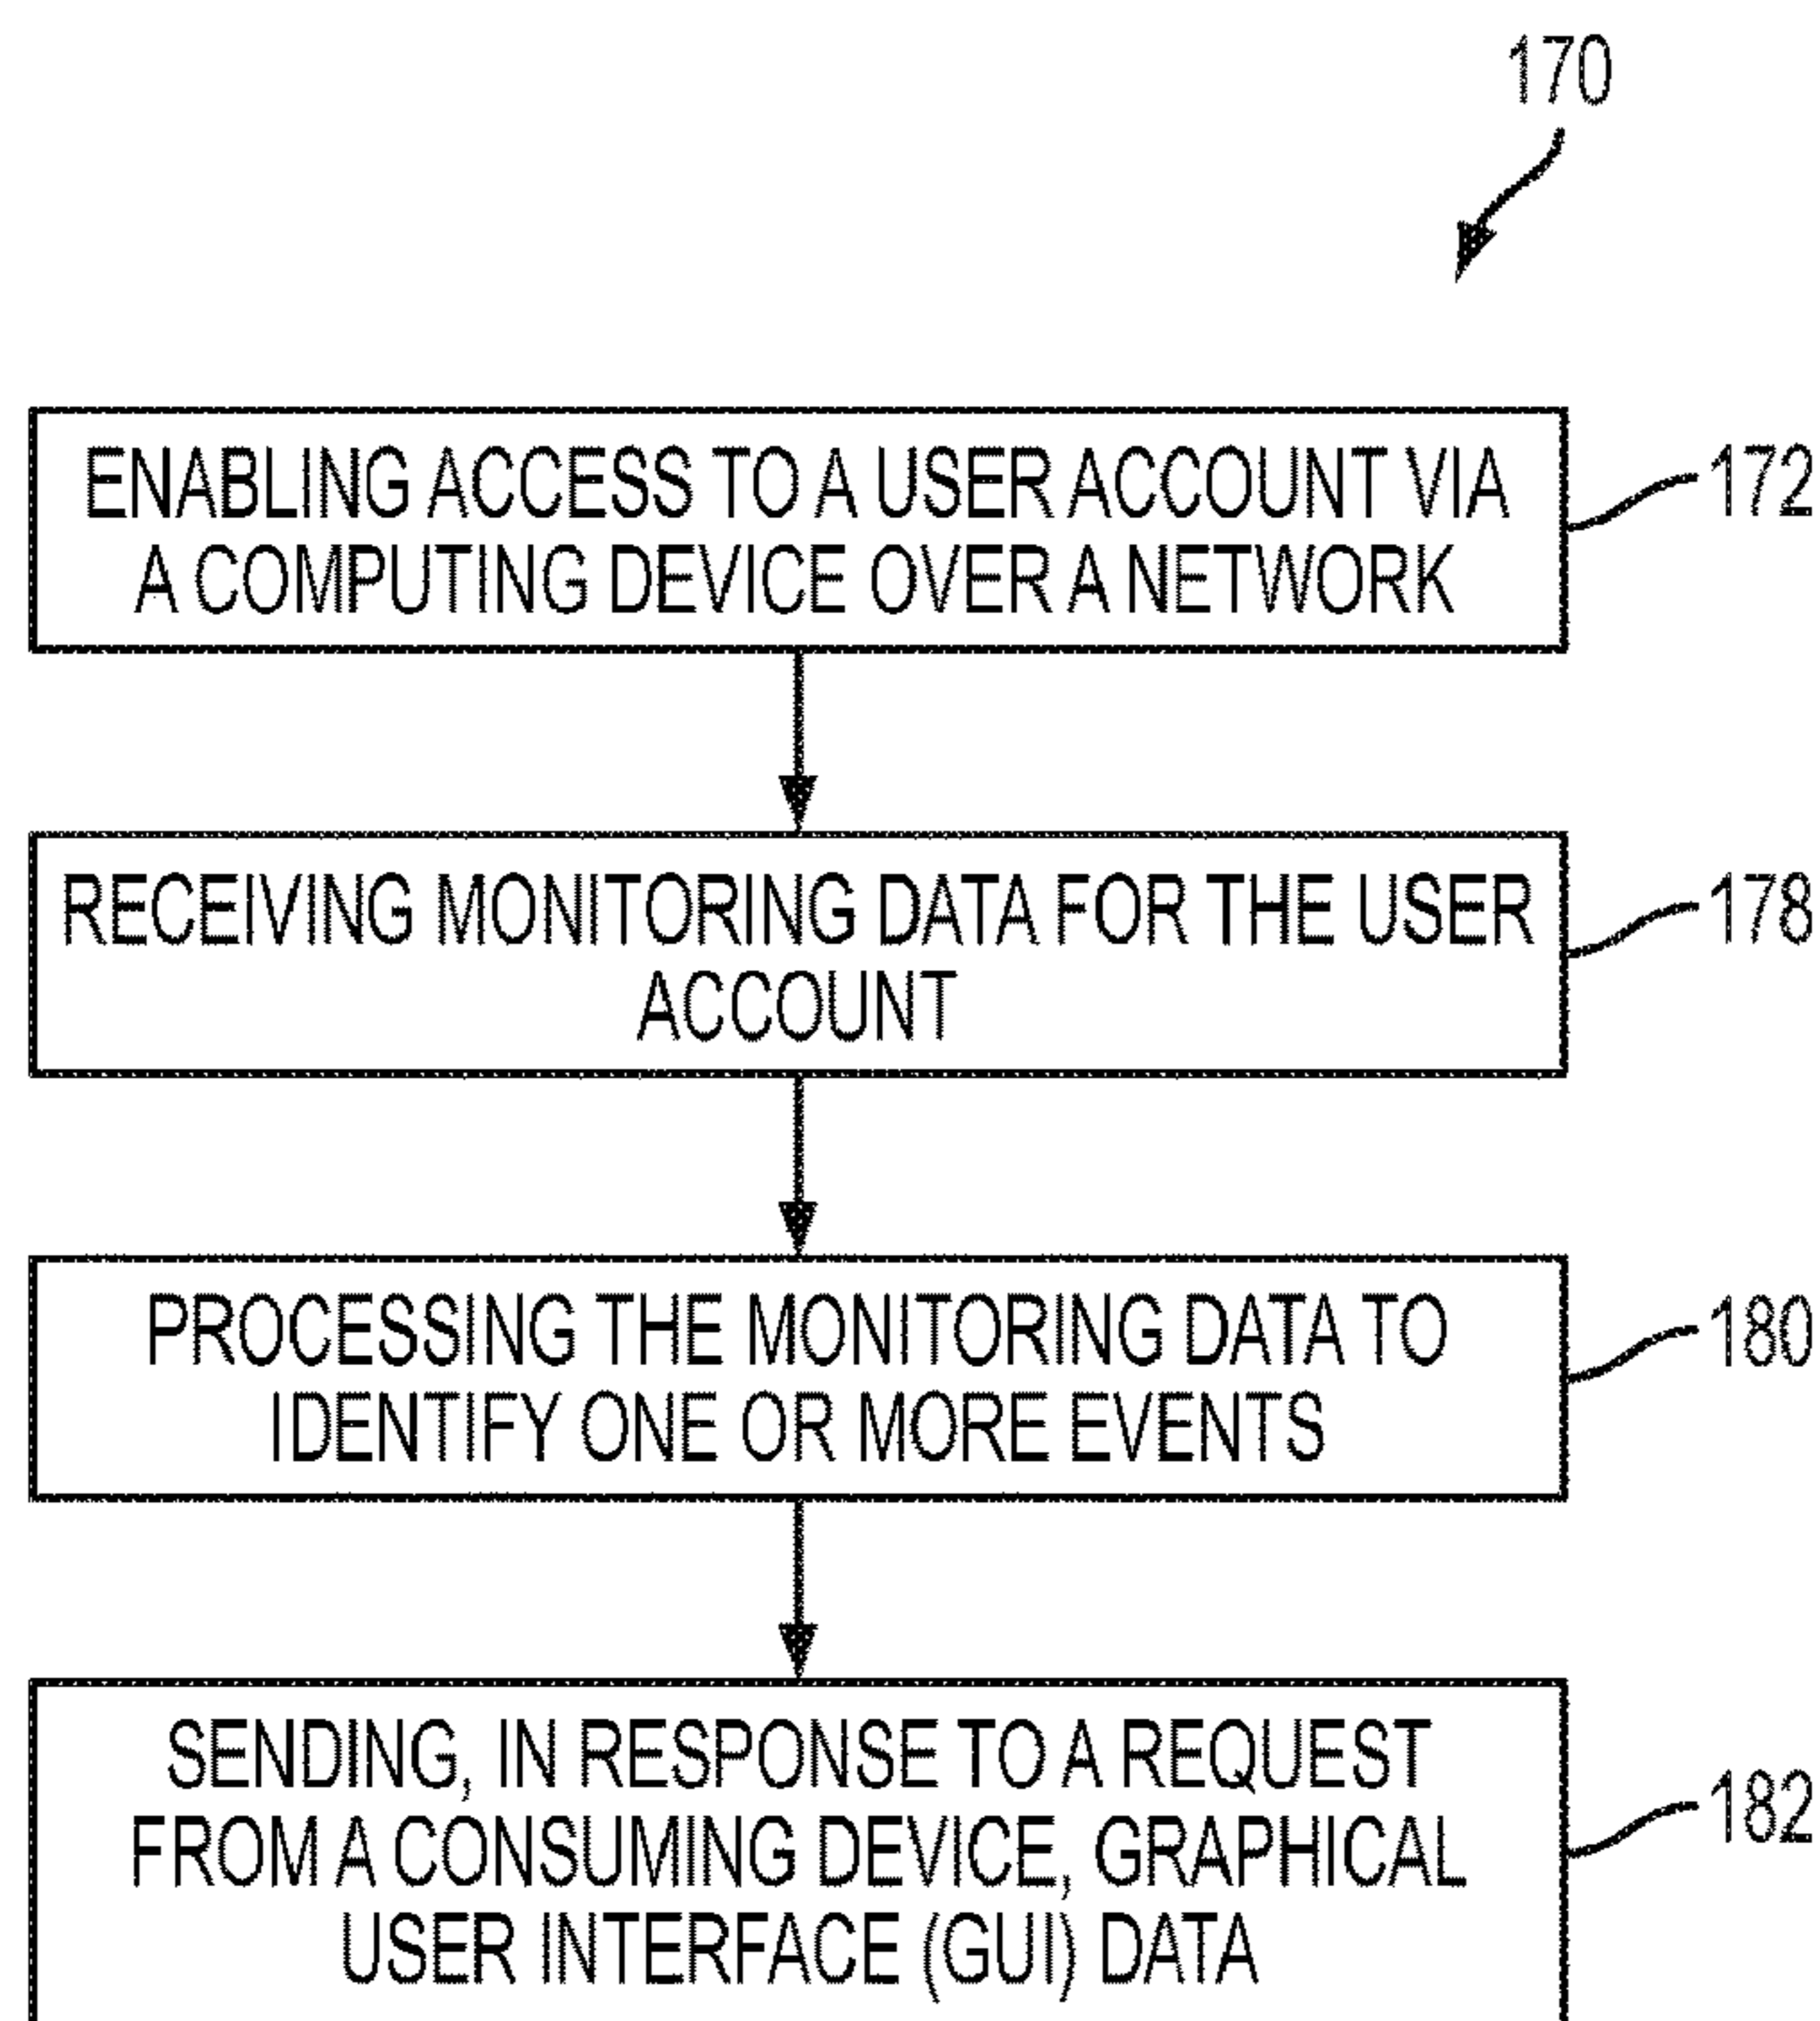 170
ENABLING ACCESS TO A USER ACCOUNT VIA
A COMPUTING DEVICE OVER A NETWORK
172
RECEIVING MONITORING DATA FOR THE USER
ACCOUNT
178
PROCESSING THE MONITORING DATA TO
IDENTIFY ONE OR MORE EVENTS
180
SENDING, IN RESPONSE TO A REQUEST
FROM A CONSUMING DEVICE, GRAPHICAL
USER INTERFACE (GUI) DATA
182